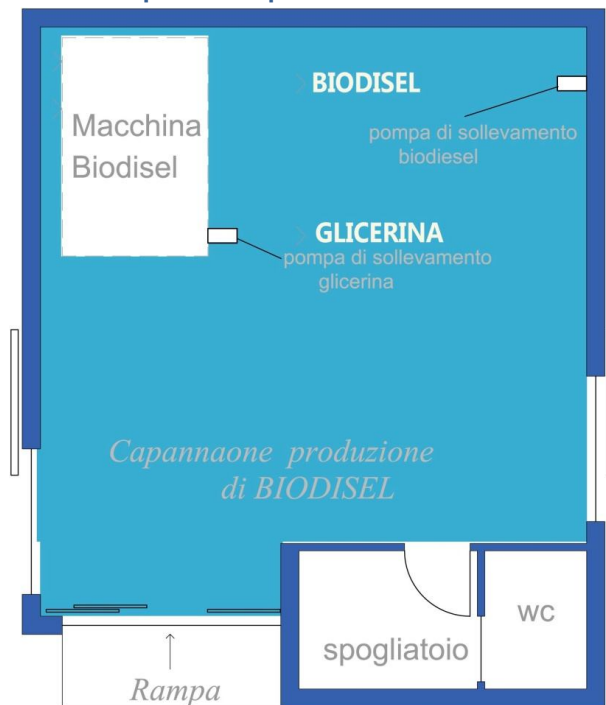 BIODISEL
pompa di sollevamento
biodiesel
Macchina
Biodisel
GLICERINA
pompa di sollevamento
glicerina
Capannaone produzione
di BIODISEL
spogliatoio
wc
Rampa